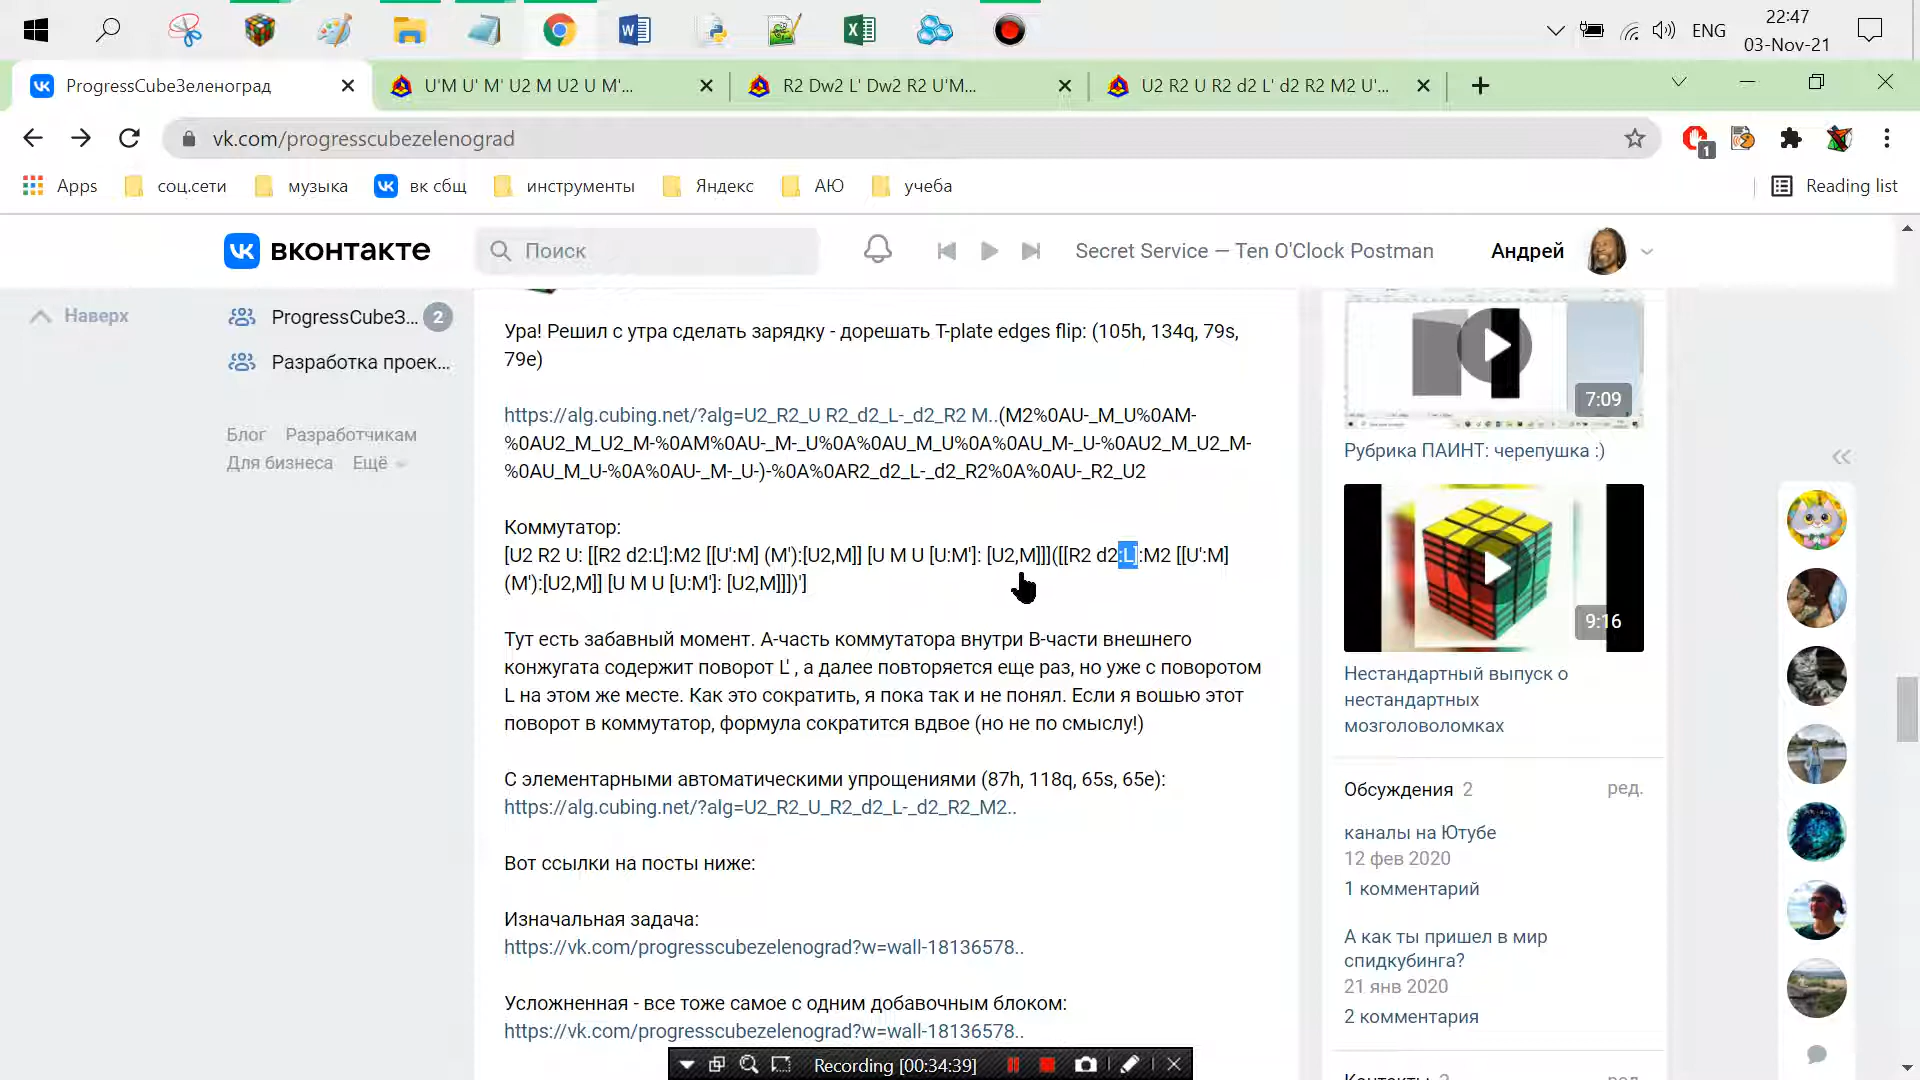 22:47
ENG
03-Nov-21
ProgressCubeЗеленоград
U'M U' M' U2 M U2 U M'...
R2 Dw2 L' Dw2 R2 U'M...
U2 R2 U R2 d2 L' d2 R2 M2 U'...
vk.com/progresscubezelenograd
1
Apps
соц.сети
музыка
вк сбщ
инструменты
Яндекс
АЮ
учеба
Reading list
вконтакте
Поиск
Secret Service — Ten O'Clock Postman
Андрей
Наверх
ProgressCubeЗ...
2
Разработка проек...
Блог Разработчикам
Для бизнеса Ещё
Ура! Решил с утра сделать зарядку - дорешать T-plate edges flip: (105h, 134q, 79s,
79e)
https://alg.cubing.net/?alg=U2_R2_U R2_d2_L-_d2_R2 M..(M2%0AU-_M_U%0AM-
%0AU2_M_U2_M-%0AM%0AU-_M-_U%0A%0AU_M_U%0A%0AU_M-_U-%0AU2_M_U2_M-
%0AU_M_U-%0A%0AU-_M-_U-)-%0A%0AR2_d2_L-_d2_R2%0A%0AU-_R2_U2
Коммутатор:
[U2 R2 U: [[R2 d2:L']:M2 [[U':M] (M'):[U2,M]] [U M U [U:M']: [U2,M]]]([[R2 d2:L]:M2 [[U':M]
(M'):[U2,M]] [U M U [U:M']: [U2,M]]])']
Тут есть забавный момент. А-часть коммутатора внутри В-части внешнего
конжугата содержит поворот L' , а далее повторяется еще раз, но уже с поворотом
L на этом же месте. Как это сократить, я пока так и не понял. Если я вошью этот
поворот в коммутатор, формула сократится вдвое (но не по смыслу!)
С элементарными автоматическими упрощениями (87h, 118q, 65s, 65e):
https://alg.cubing.net/?alg=U2_R2_U_R2_d2_L-_d2_R2_M2..
Вот ссылки на посты ниже:
Изначальная задача:
https://vk.com/progresscubezelenograd?w=wall-18136578..
Усложненная - все тоже самое с одним добавочным блоком:
https://vk.com/progresscubezelenograd?w=wall-18136578..
7:09
Рубрика ПАИНТ: черепушка :)
9:16
Нестандартный выпуск о
нестандартных
мозголоволомках
Обсуждения 2
ред.
каналы на Ютубе
12 фев 2020
1 комментарий
А как ты пришел в мир
спидкубинга?
21 янв 2020
2 комментария
Recording [00:34:39]